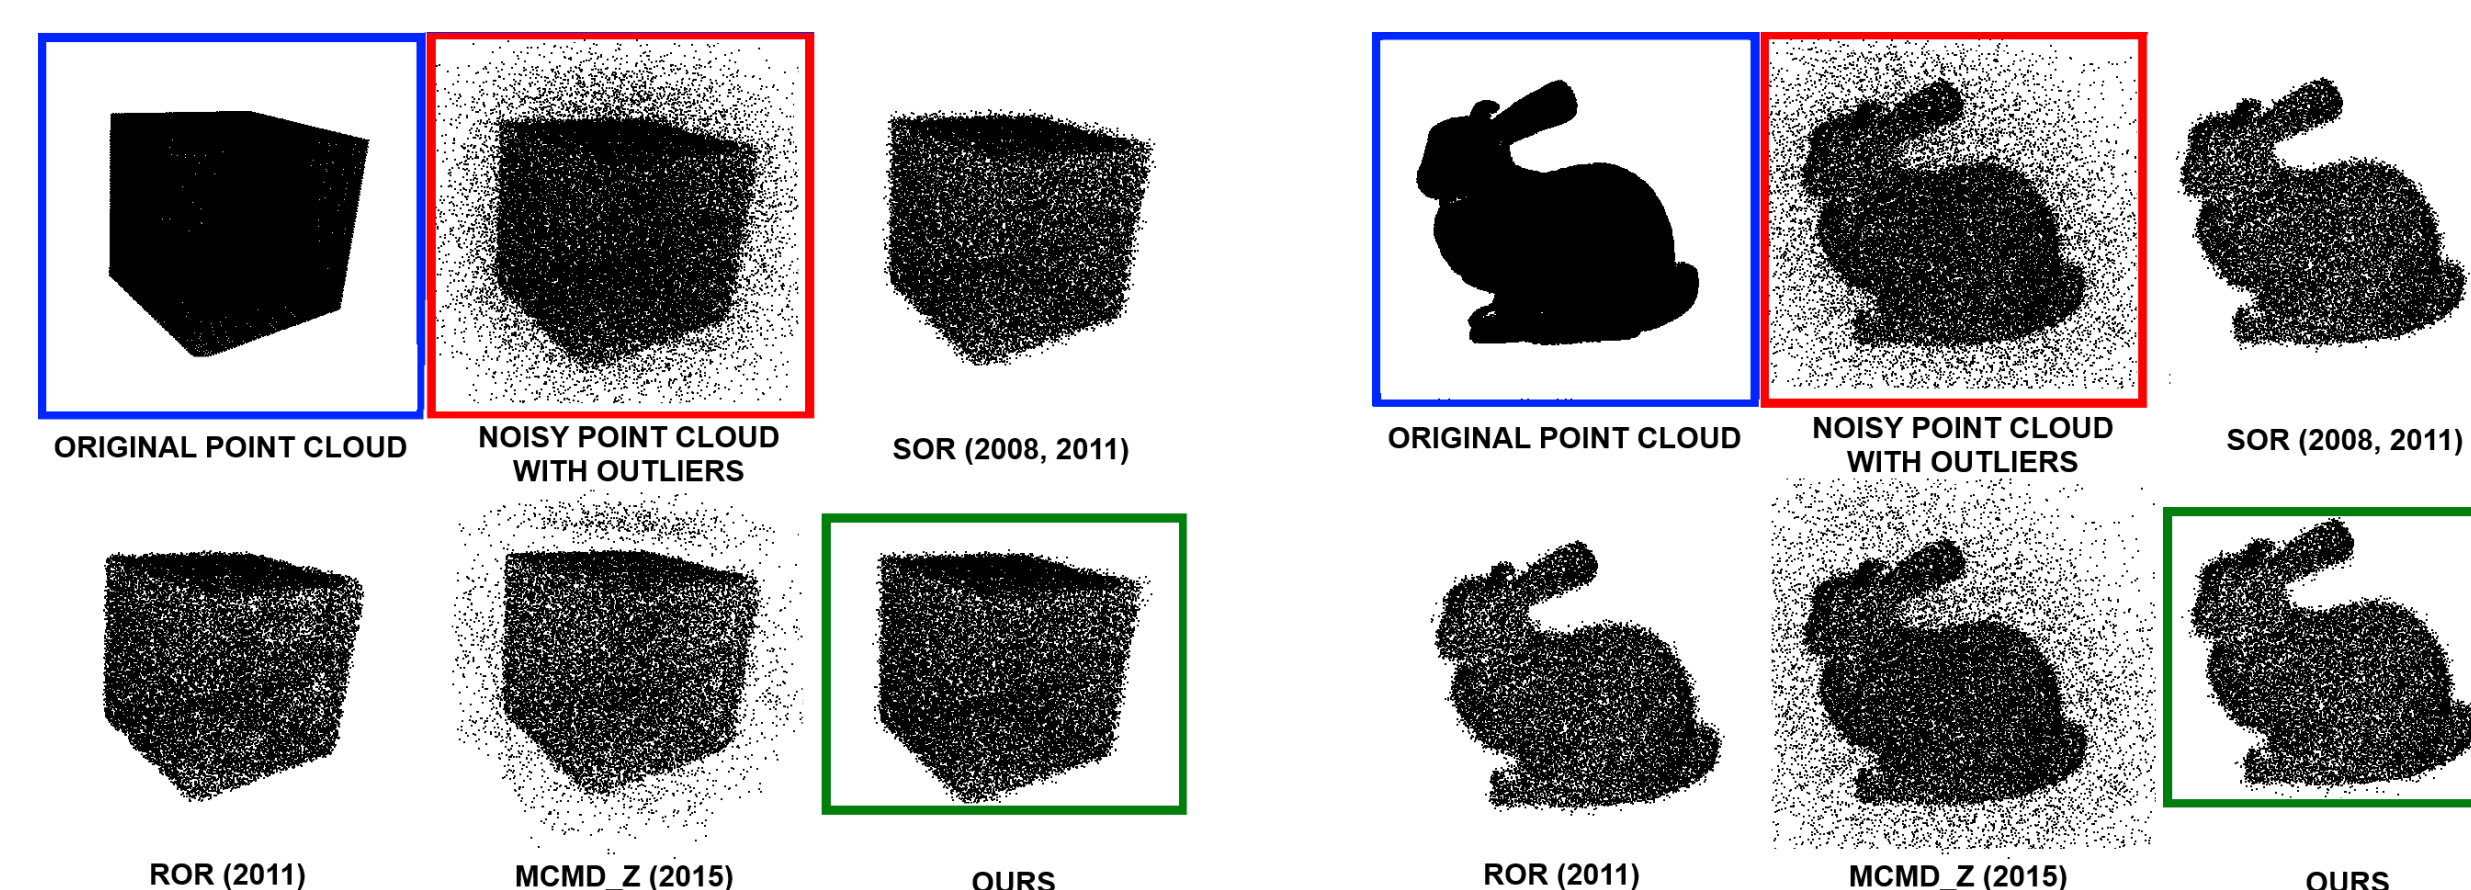 ORIGINAL POINT CLOUD
NOISY POINT CLOUD
WITH OUTLIERS
SOR (2008, 2011)
ROR (2011)
MCMD_Z (2015)
OURS
ORIGINAL POINT CLOUD
NOISY POINT CLOUD
WITH OUTLIERS
SOR (2008, 2011)
ROR (2011)
MCMD_Z (2015)
OURS